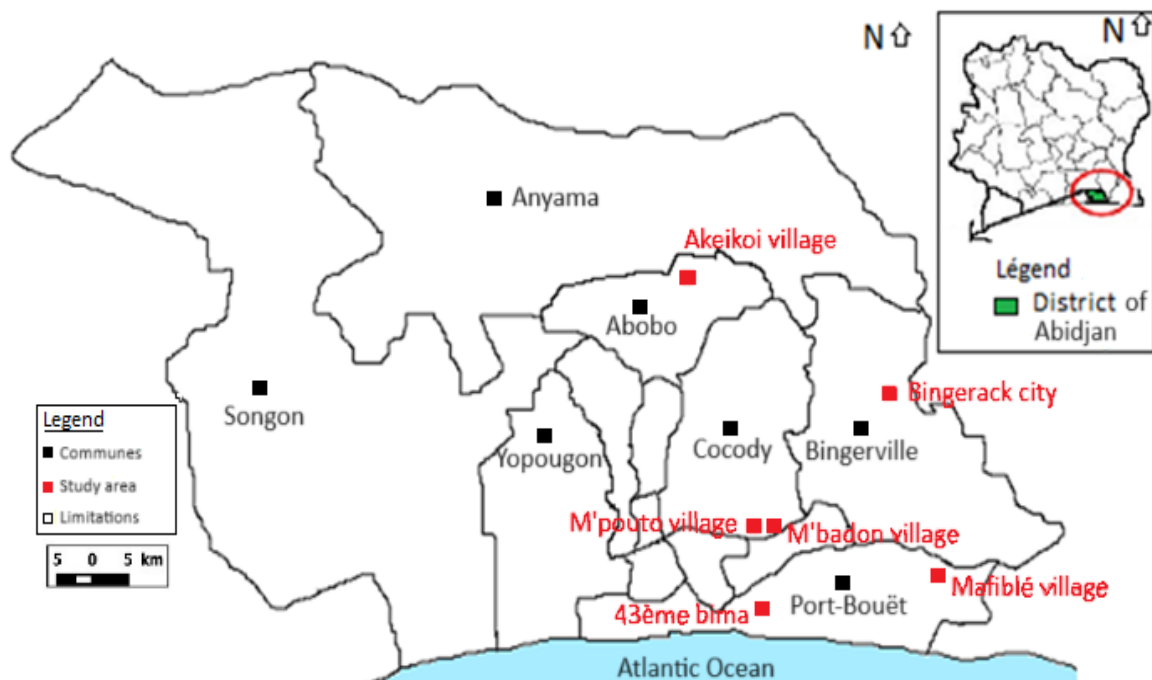 N
N
Anyama
Akeikoi village
Légend
District of
Abidjan
Abobo
Bingerack city
Legend
Communes
Study area
Limitations
Songon
Yopougon
Cocody
Bingerville
M'pouto village
M'badon village
5 0 5 km
Mafiblé village
Port-Bouët
43ème bima
Atlantic Ocean